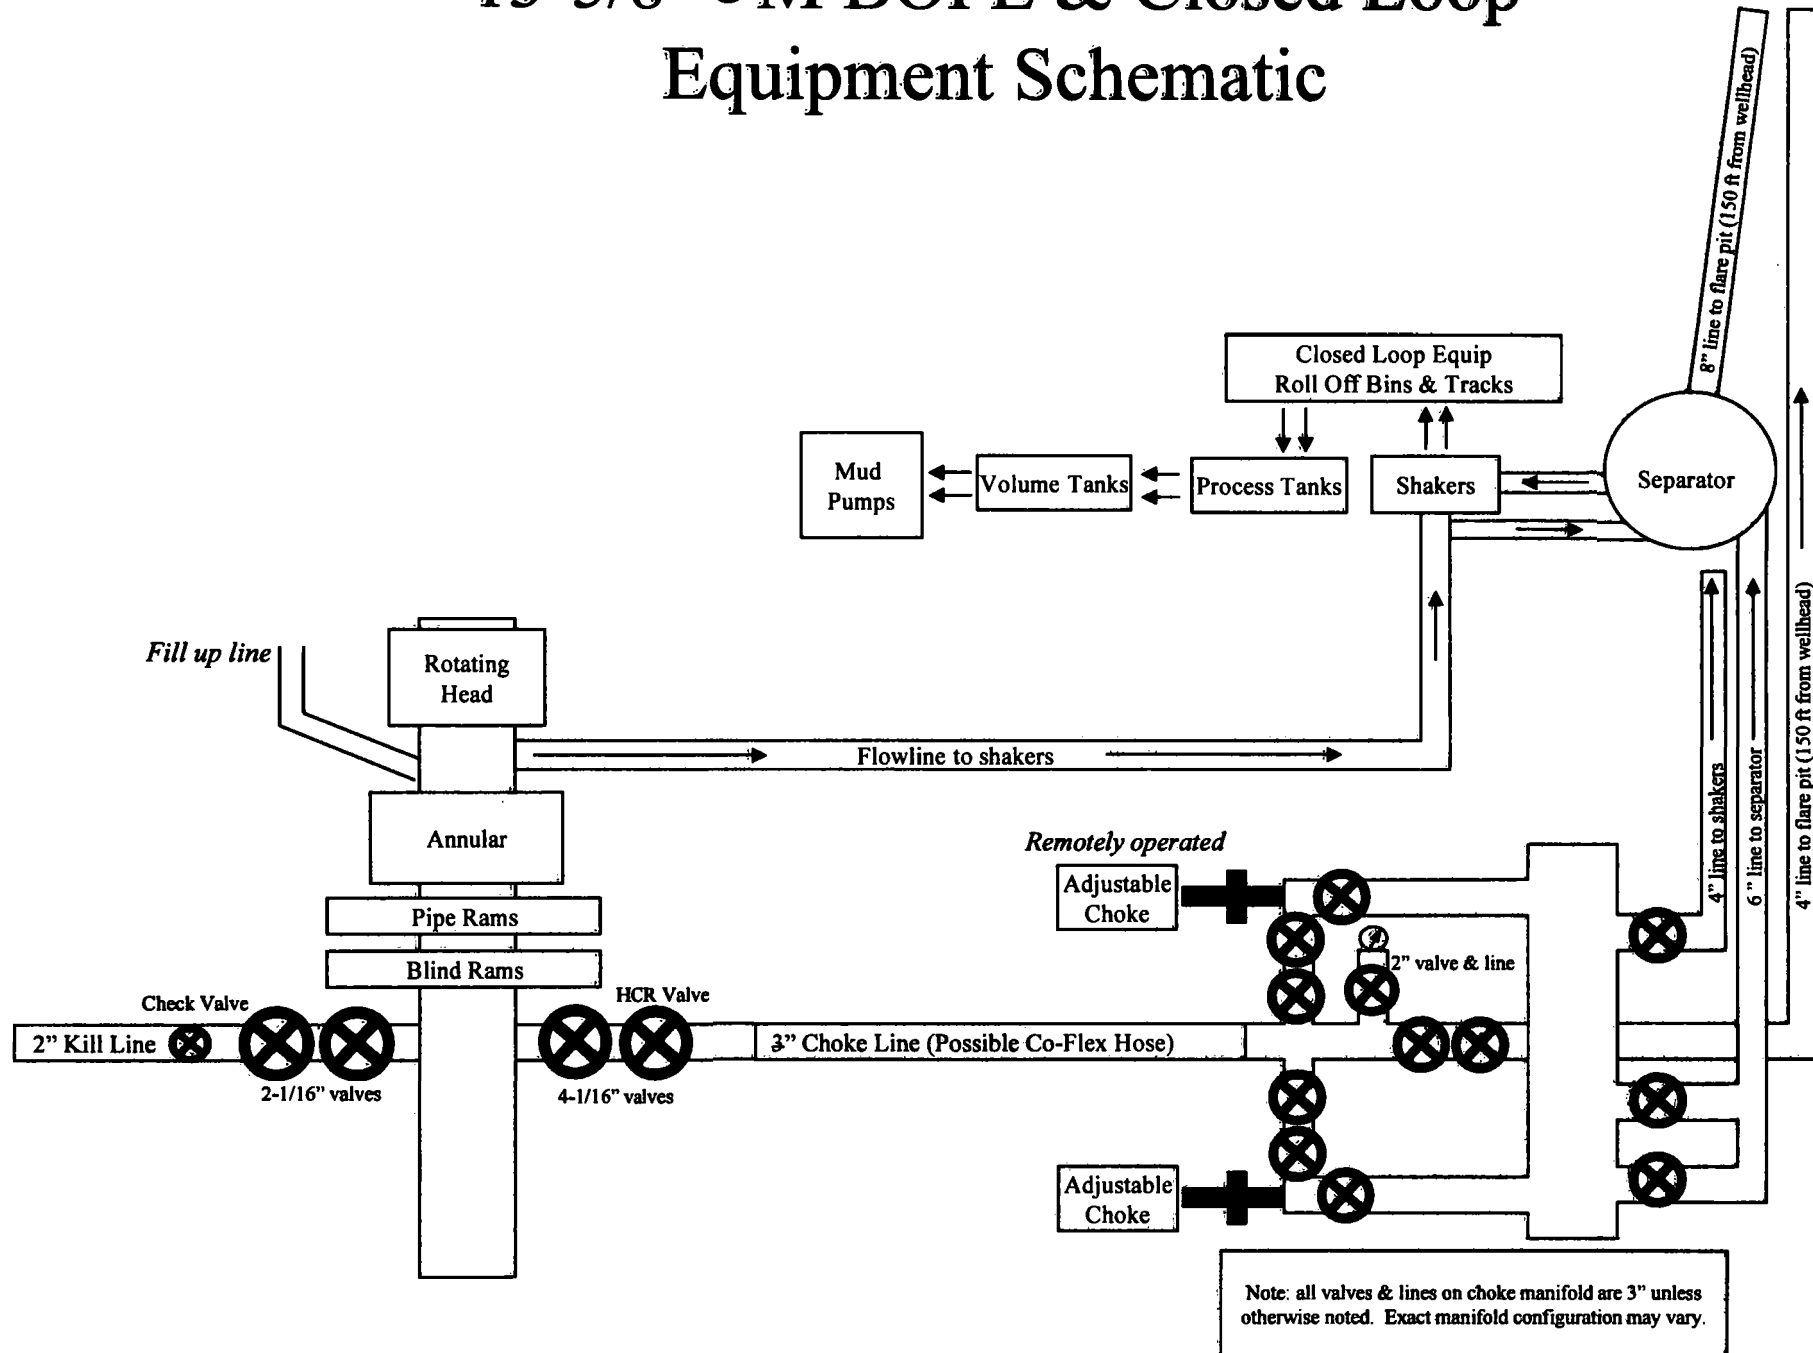 BOPE & Closed Loop
Equipment Schematic
8" line to flare pit (150 ft from wellhead)
Closed Loop Equip
Roll Off Bins & Tracks
Mud
Pumps
Volume Tanks
Process Tanks
Shakers
Separator
Fill up line
Rotating
Head
Flowline to shakers
Annular
Pipe Rams
Blind Rams
Remotely operated
Adjustable
Choke
2” valve & line
4” line to shakers
6” line to separator
4” line to flare pit (150 ft from wellhead)
Check Valve
HCR Valve
2” Kill Line
3” Choke Line (Possible Co-Flex Hose)
2-1/16” valves
4-1/16” valves
Adjustable
Choke
Note: all valves & lines on choke manifold are 3” unless
otherwise noted. Exact manifold configuration may vary.